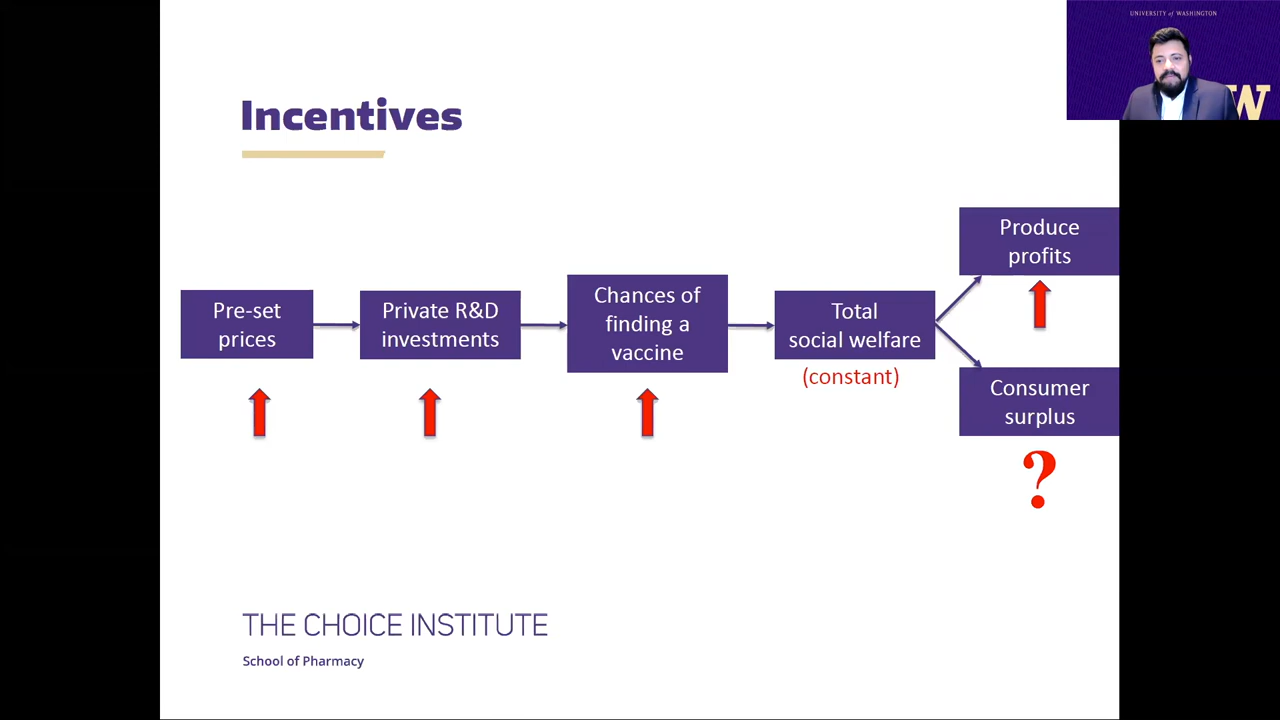 UNIVERSITY of WASHINGTON
W
Incentives
Pre-set
prices
Private R&D
investments
Chances of
finding a
vaccine
Total
social welfare
(constant)
Produce
profits
Consumer
surplus
?
THE CHOICE INSTITUTE
School of Pharmacy